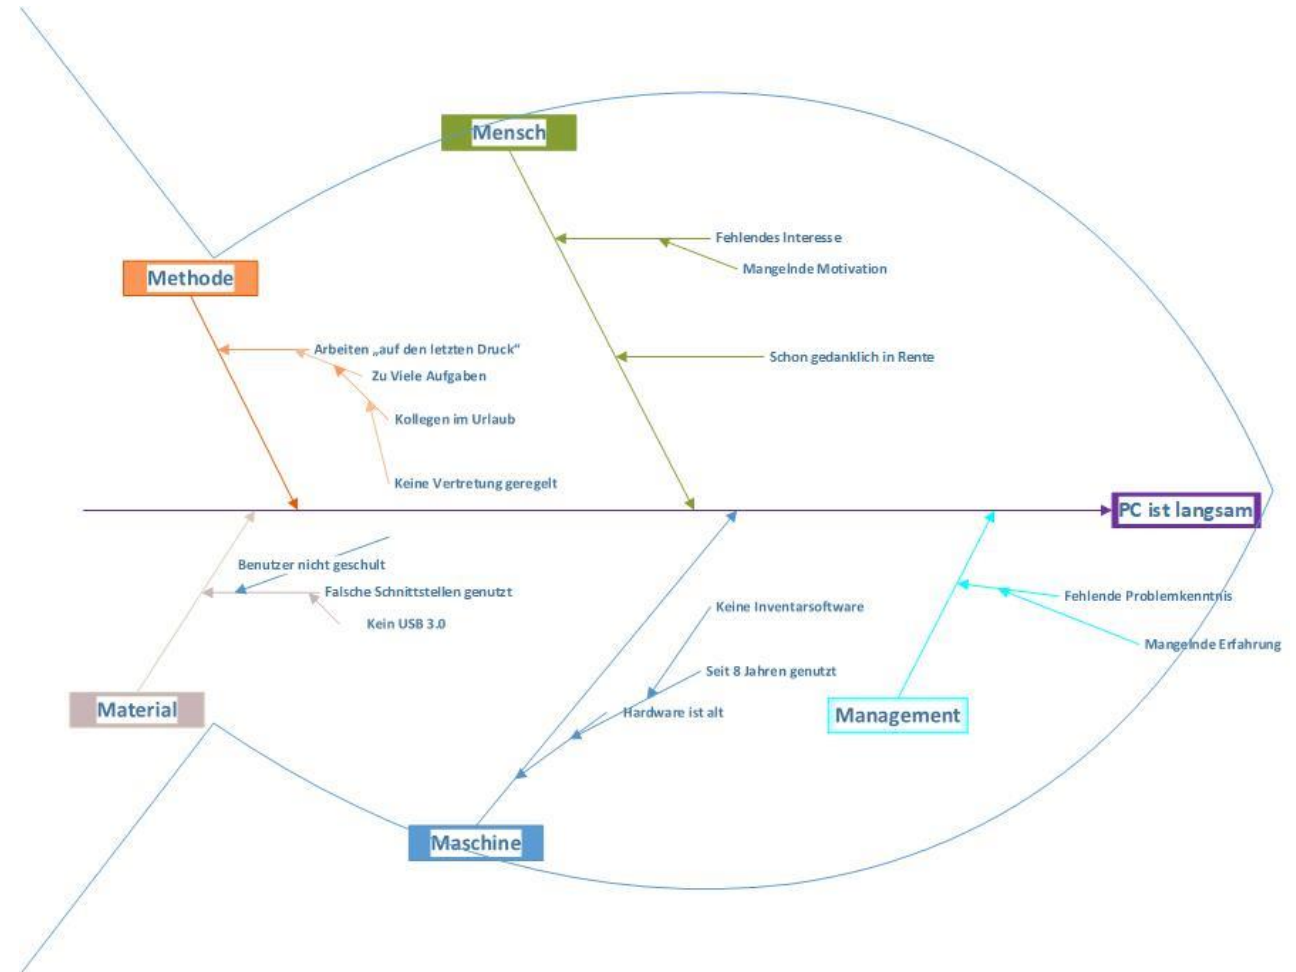 Mensch
Fehlendes Interesse
Mangelnde Motivation
Methode
Arbeiten „auf den letzten Druck“
Schon gedanklich in Rente
Zu Viele Aufgaben
Kollegen im Urlaub
Keine Vertretung geregelt
PC ist langsam
Benutzer nicht geschult
Falsche Schnittstellen genutzt
Kein USB 3.0
Keine Inventarsoftware
Fehlende Problemkenntnis
Mangelnde Erfahrung
Seit 8 Jahren genutzt
Hardware ist alt
Material
Management
Maschine